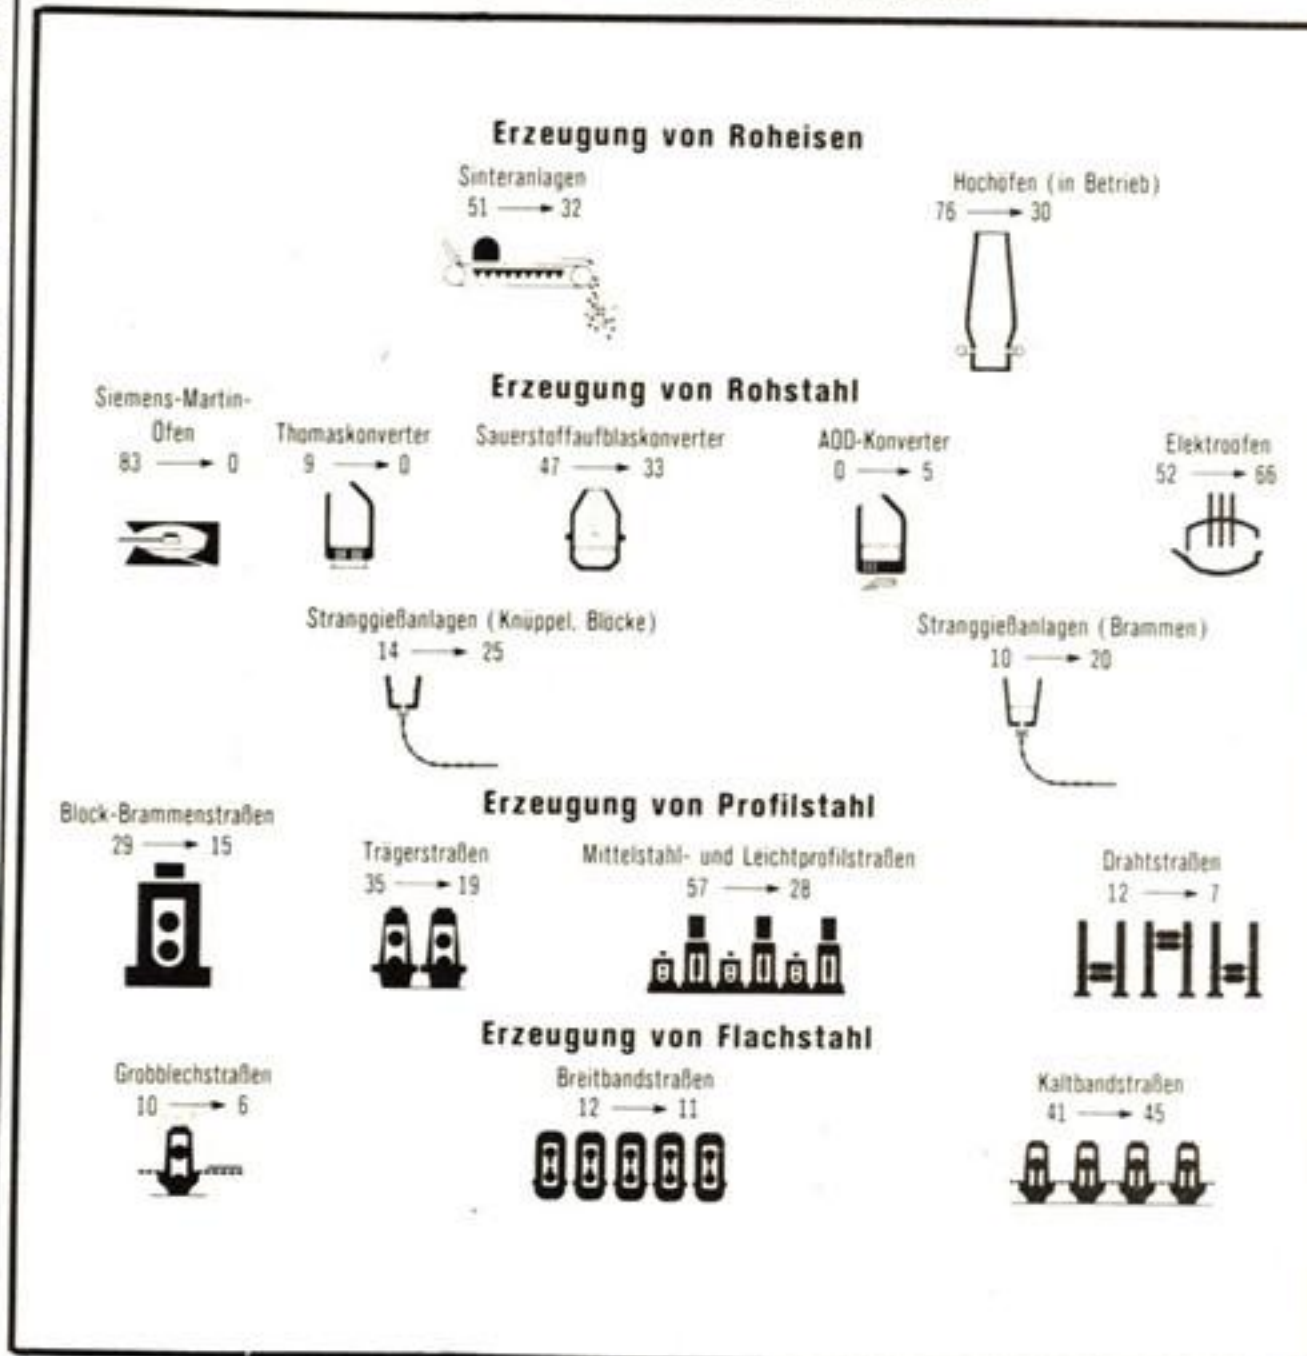 Erzeugung von Roheisen
Sinteranlagen
51 → 32
Hochöfen (in Betrieb)
76 → 30
Erzeugung von Rohstahl
Siemens-Martin-
Öfen
83 → 0
Thomaskonverter
9 → 0
Sauerstoffaufblaskonverter
47 → 33
AOD-Konverter
0 → 5
Elektroöfen
52 → 66
Stranggießanlagen (Knüppel, Blöcke)
14 → 25
Stranggießanlagen (Brammen)
10 → 20
Erzeugung von Profilstahl
Block-Brammenstraßen
29 → 15
Trägerstraßen
35 → 19
Mittelstahl- und Leichtprofilstraßen
57 → 28
Drahtstraßen
12 → 7
Erzeugung von Flachstahl
Grobblechstraßen
10 → 6
Breitbandstraßen
12 → 11
Kaltbandstraßen
41 → 45